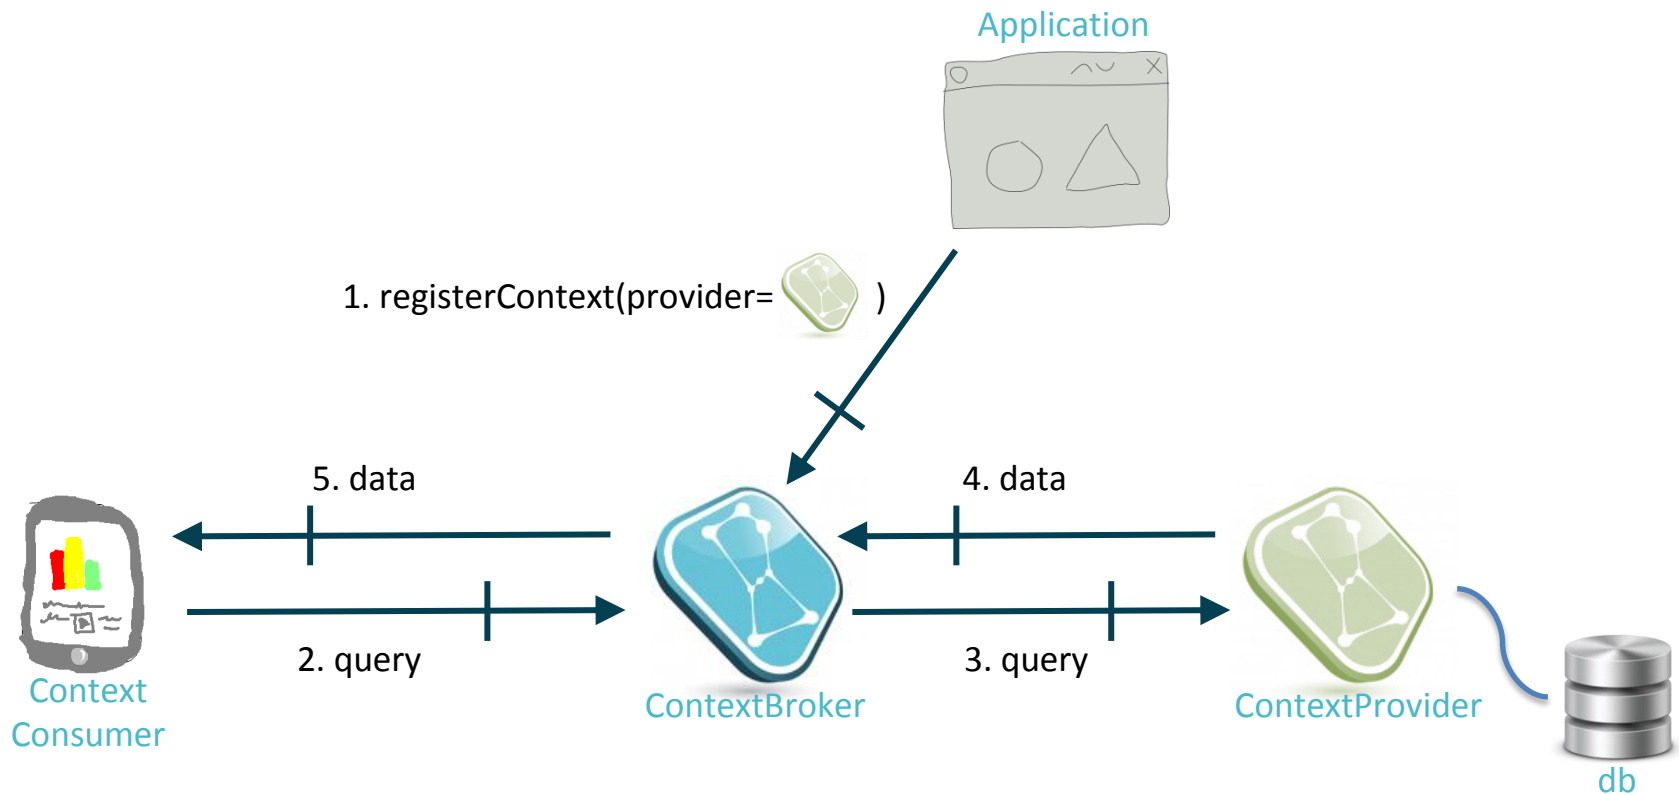 Application
1. registerContext(provider= )
5. data
4. data
2. query
3. query
Context
Consumer
ContextBroker
ContextProvider
db